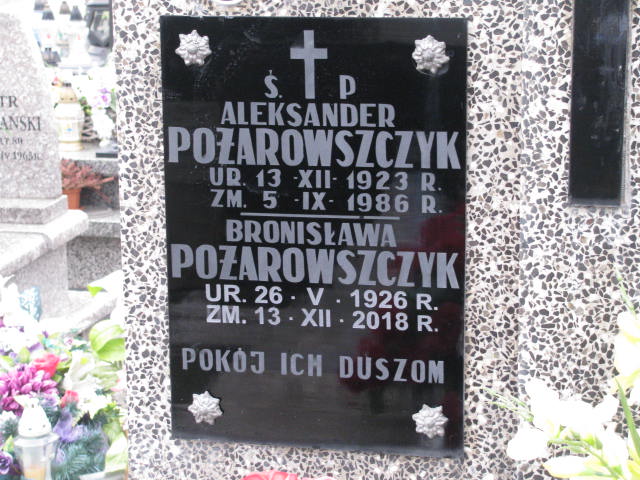 Ś. P
ALEKSANDER
POŻAROWSZCZYK
UR 13 · XII · 1923 R.
ZM. 5 · IX · 1986 R.
BRONISŁAWA
POŻAROWSZCZYK
UR. 26 · V · 1926 R.
ZM. 13 · XII · 2018 R.
POKÓJ ICH DUSZOM